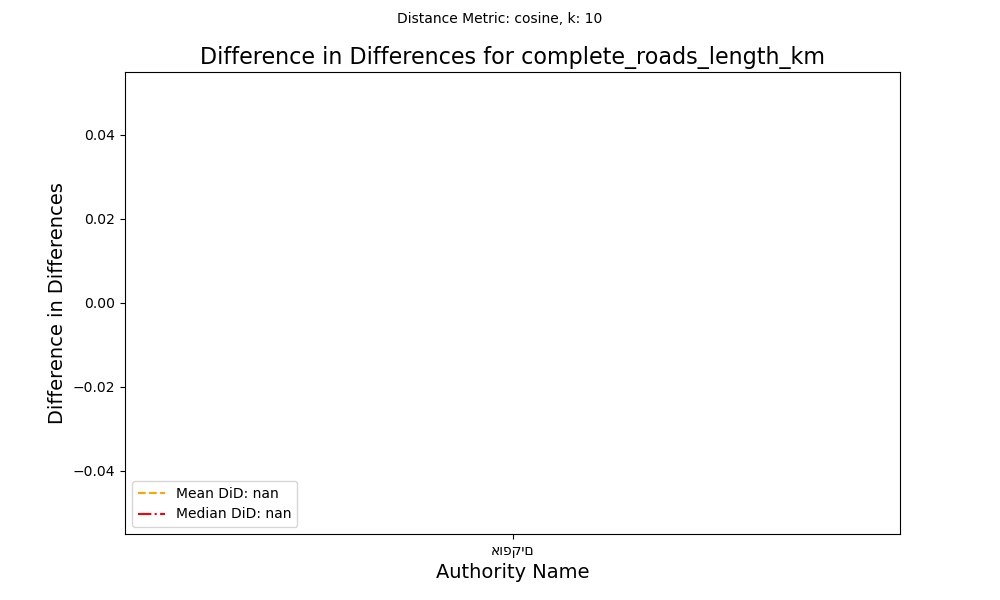 Distance Metric: cosine, k: 10
Difference in Differences for complete_roads_length_km
Difference in Differences
0.04
0.02
0.00
−0.02
−0.04
Mean DiD: nan
Median DiD: nan
אופקים
Authority Name